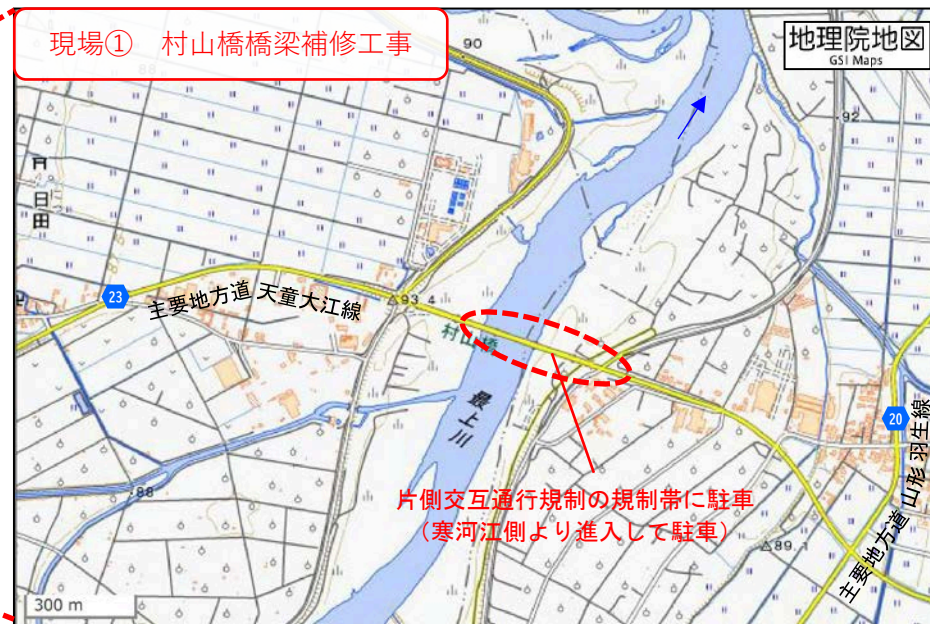 現場① 村山橋橋梁補修工事
地理院地図
GSI Maps
90
92
日田
23
主要地方道 天童大江線
93.4
村山橋
最上川
20
主要地方道 山形羽生線
片側交互通行規制の規制帯に駐車
（寒河江側より進入して駐車）
88
89.1
300 m